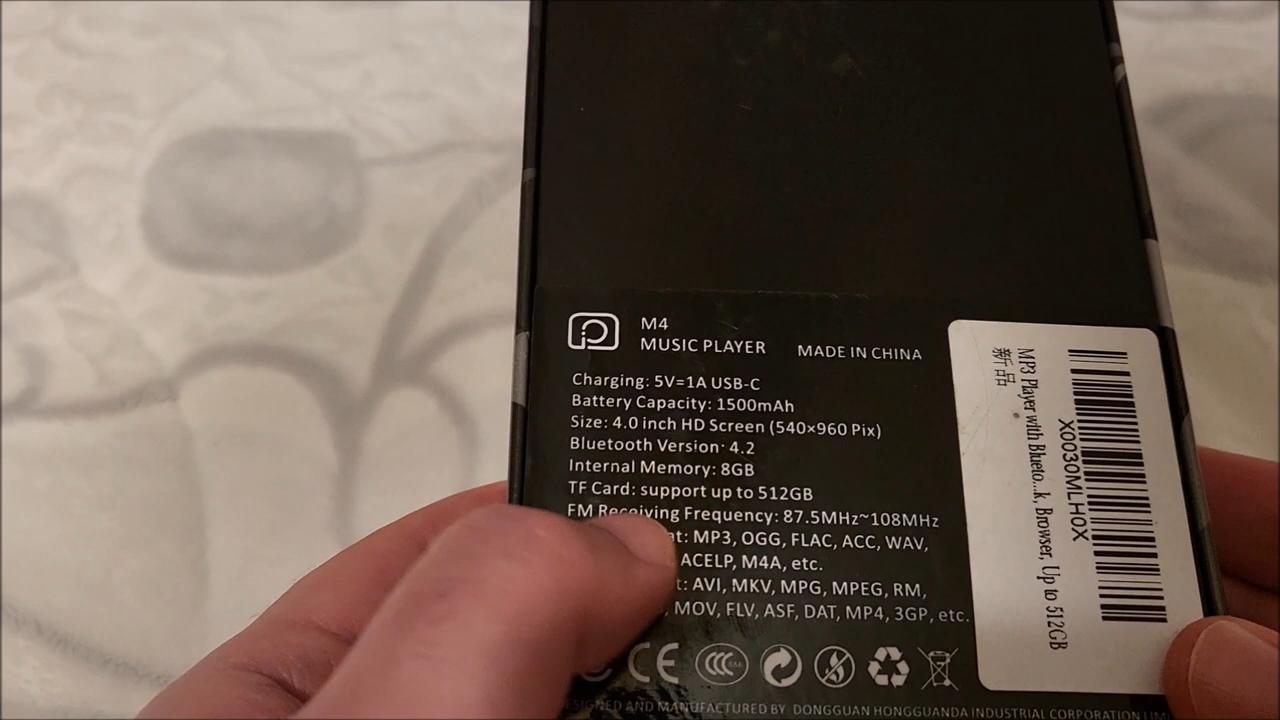 M4
MUSIC PLAYER
MADE IN CHINA
Charging: 5V=1A USB-C
Battery Capacity: 1500mAh
Size: 4.0 inch HD Screen (540×960 Pix)
Bluetooth Version: 4.2
Internal Memory: 8GB
TF Card: support up to 512GB
FM Receiving Frequency: 87.5MHz~108MHz
at: MP3, OGG, FLAC, ACC, WAV,
ACELP, M4A, etc.
t: AVI, MKV, MPG, MPEG, RM,
MOV, FLV, ASF, DAT, MP4, 3GP, etc.
CE
DESIGNED AND MANUFACTURED BY DONGGUAN HONGGUANDA INDUSTRIAL CORPORATION LIM
X0030MLH0X
MP3 Player with Blueto...k, Browser, Up to 512GB
新品